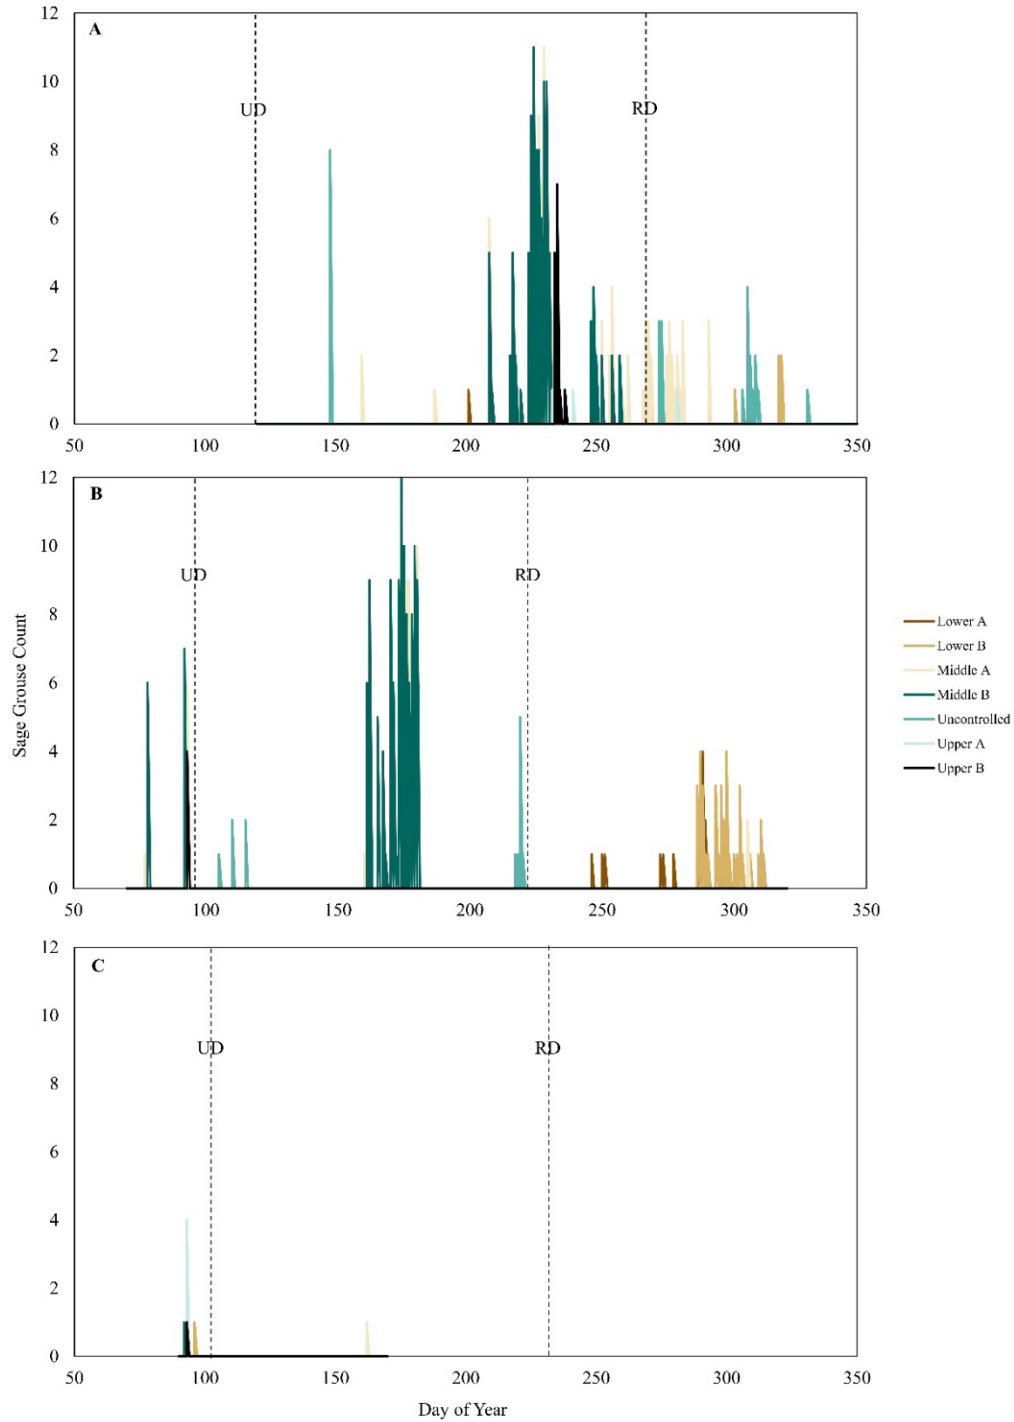 12
A
10
UD
RD
8
6
4
2
0
50 100 150 200 250 300 350
12
B
10
UD
RD
8
6
4
2
0
50 100 150 200 250 300 350
Sage Grouse Count
Lower A
Lower B
Middle A
Middle B
Uncontrolled
Upper A
Upper B
12
C
10
UD
RD
8
6
4
2
0
50 100 150 200 250 300 350
Day of Year